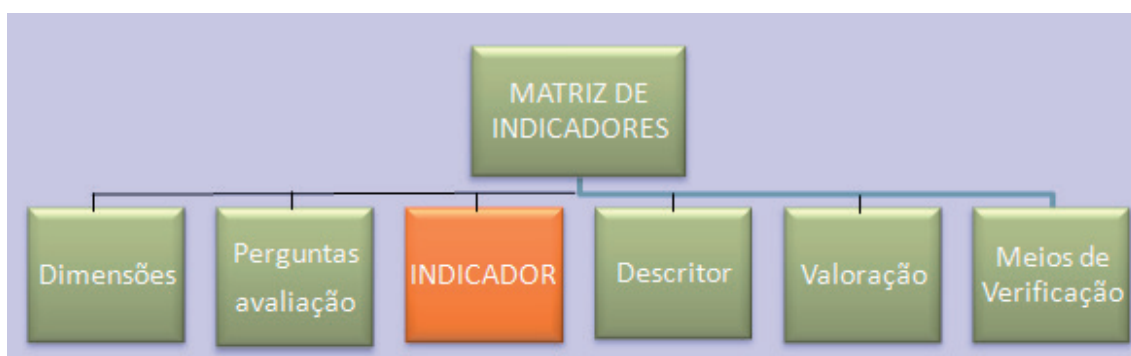 MATRIZ DE
INDICADORES
Dimensões
Perguntas
avaliação
INDICADOR
Descritor
Valoração
Meios de
Verificação